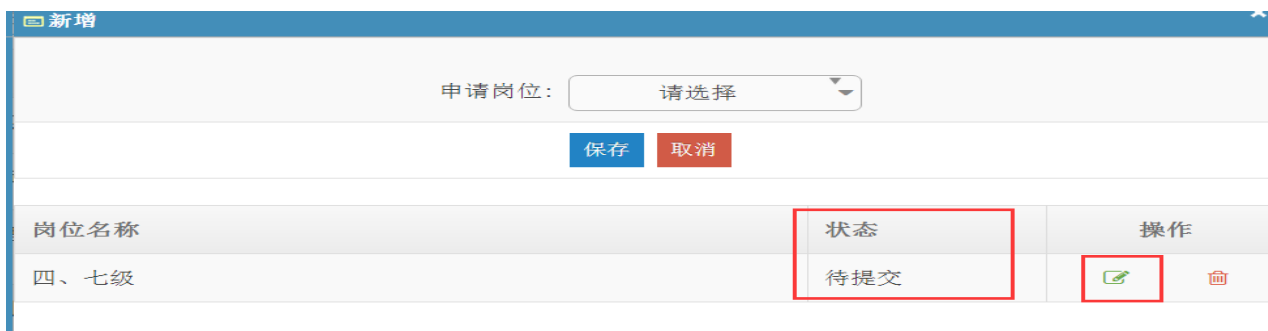 新增
申请岗位: 请选择
保存 取消
岗位名称 状态 操作
四、七级 待提交